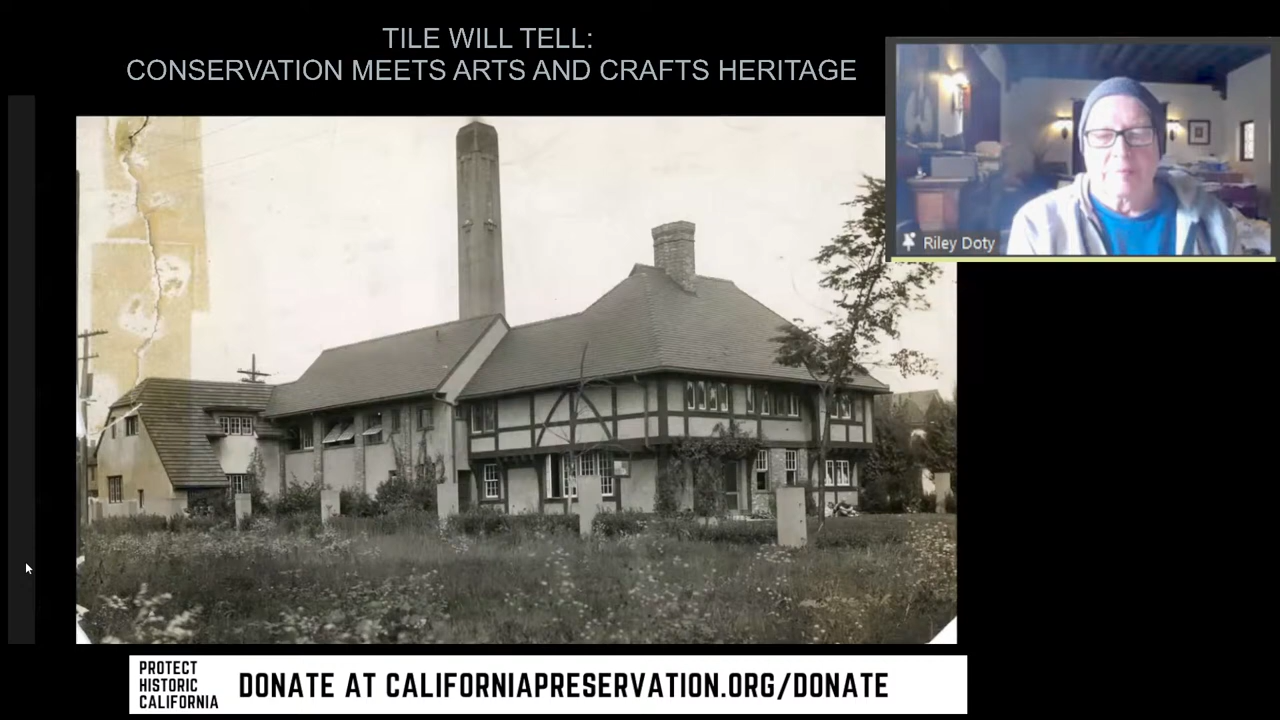 TILE WILL TELL:
CONSERVATION MEETS ARTS AND CRAFTS HERITAGE
Riley Doty
PROTECT
HISTORIC
CALIFORNIA
DONATE AT CALIFORNIAPRESERVATION.ORG/DONATE